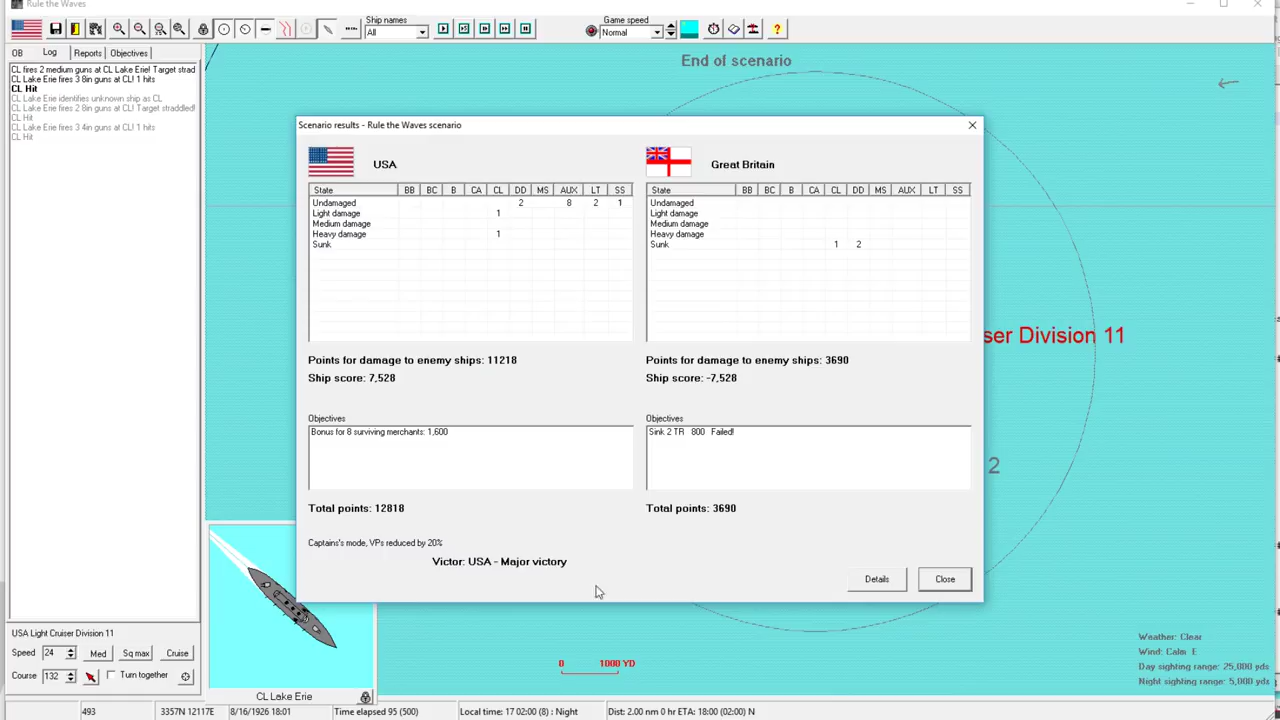 Rule the Waves
Ship names
All
Game speed
Normal
OB Log Reports Objectives
CL fires 2 medium guns at CL Lake Erie! Target strad
CL Lake Erie fires 3 8in guns at CL! 1 hits
CL Hit
CL Lake Erie identifies unknown ship as CL
CL Lake Erie fires 2 8in guns at CL! Target straddled!
CL Hit
CL Lake Erie fires 3 4in guns at CL! 1 hits
CL Hit
End of scenario
Scenario results - Rule the Waves scenario
USA
State BB BC B CA CL DD MS AUX LT SS
Undamaged 2 8 2 1
Light damage 1
Medium damage
Heavy damage 1
Sunk
Points for damage to enemy ships: 11218
Ship score: 7,528
Objectives
Bonus for 8 surviving merchants: 1,600
Total points: 12818
Great Britain
State BB BC B CA CL DD MS AUX LT SS
Undamaged
Light damage
Medium damage
Heavy damage
Sunk 1 2
Points for damage to enemy ships: 3690
Ship score: -7,528
Objectives
Sink 2 TR 800 Failed!
Total points: 3690
Captains's mode, VPs reduced by 20%
Victor: USA - Major victory
Details Close
ser Division 11
2
USA Light Cruiser Division 11
Speed 24 Med Sq max Cruise
Course 132 Turn together
CL Lake Erie
0 1000 YD
Weather: Clear
Wind: Calm E
Day sighting range: 25,000 yds
Night sighting range: 5,000 yds
493 3357N 12117E 8/16/1926 18:01 Time elapsed 95 (500) Local time: 17 02:00 (8) : Night Dist: 2.00 nm 0 hr ETA: 18:00 (02:00) N